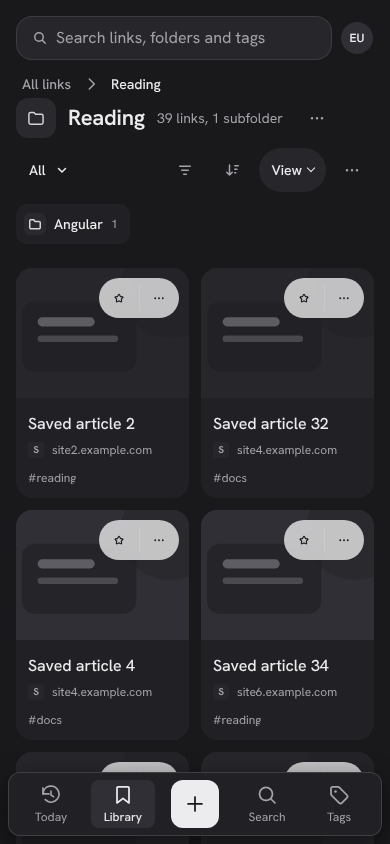 Search links, folders and tags
EU
All links
Reading
Reading
39 links, 1 subfolder
All
View
Angular 1
Saved article 2
S site2.example.com
#reading
Saved article 32
S site4.example.com
#docs
Saved article 4
S site4.example.com
#docs
Saved article 34
S site6.example.com
#reading
Today
Library
Search
Tags